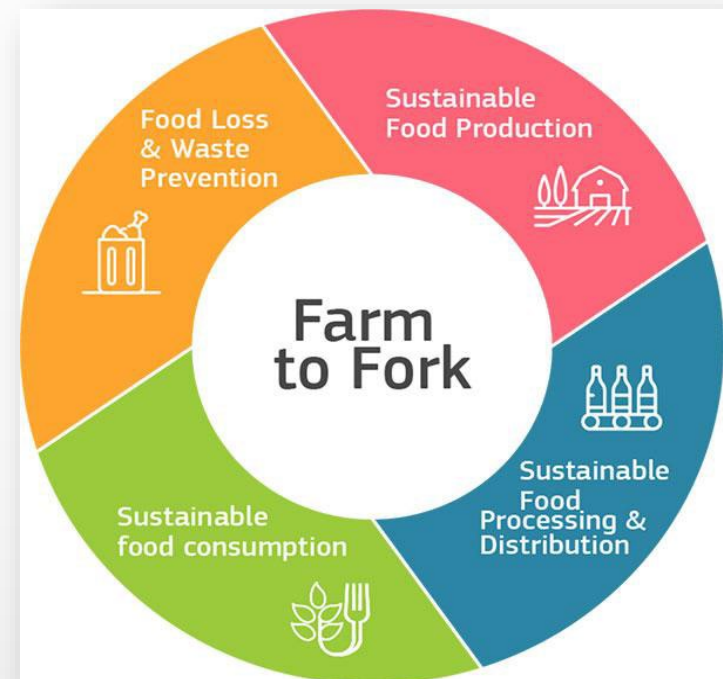 Food Loss
& Waste
Prevention
Sustainable
Food Production
Farm
to Fork
Sustainable
Food
Processing &
Distribution
Sustainable
food consumption